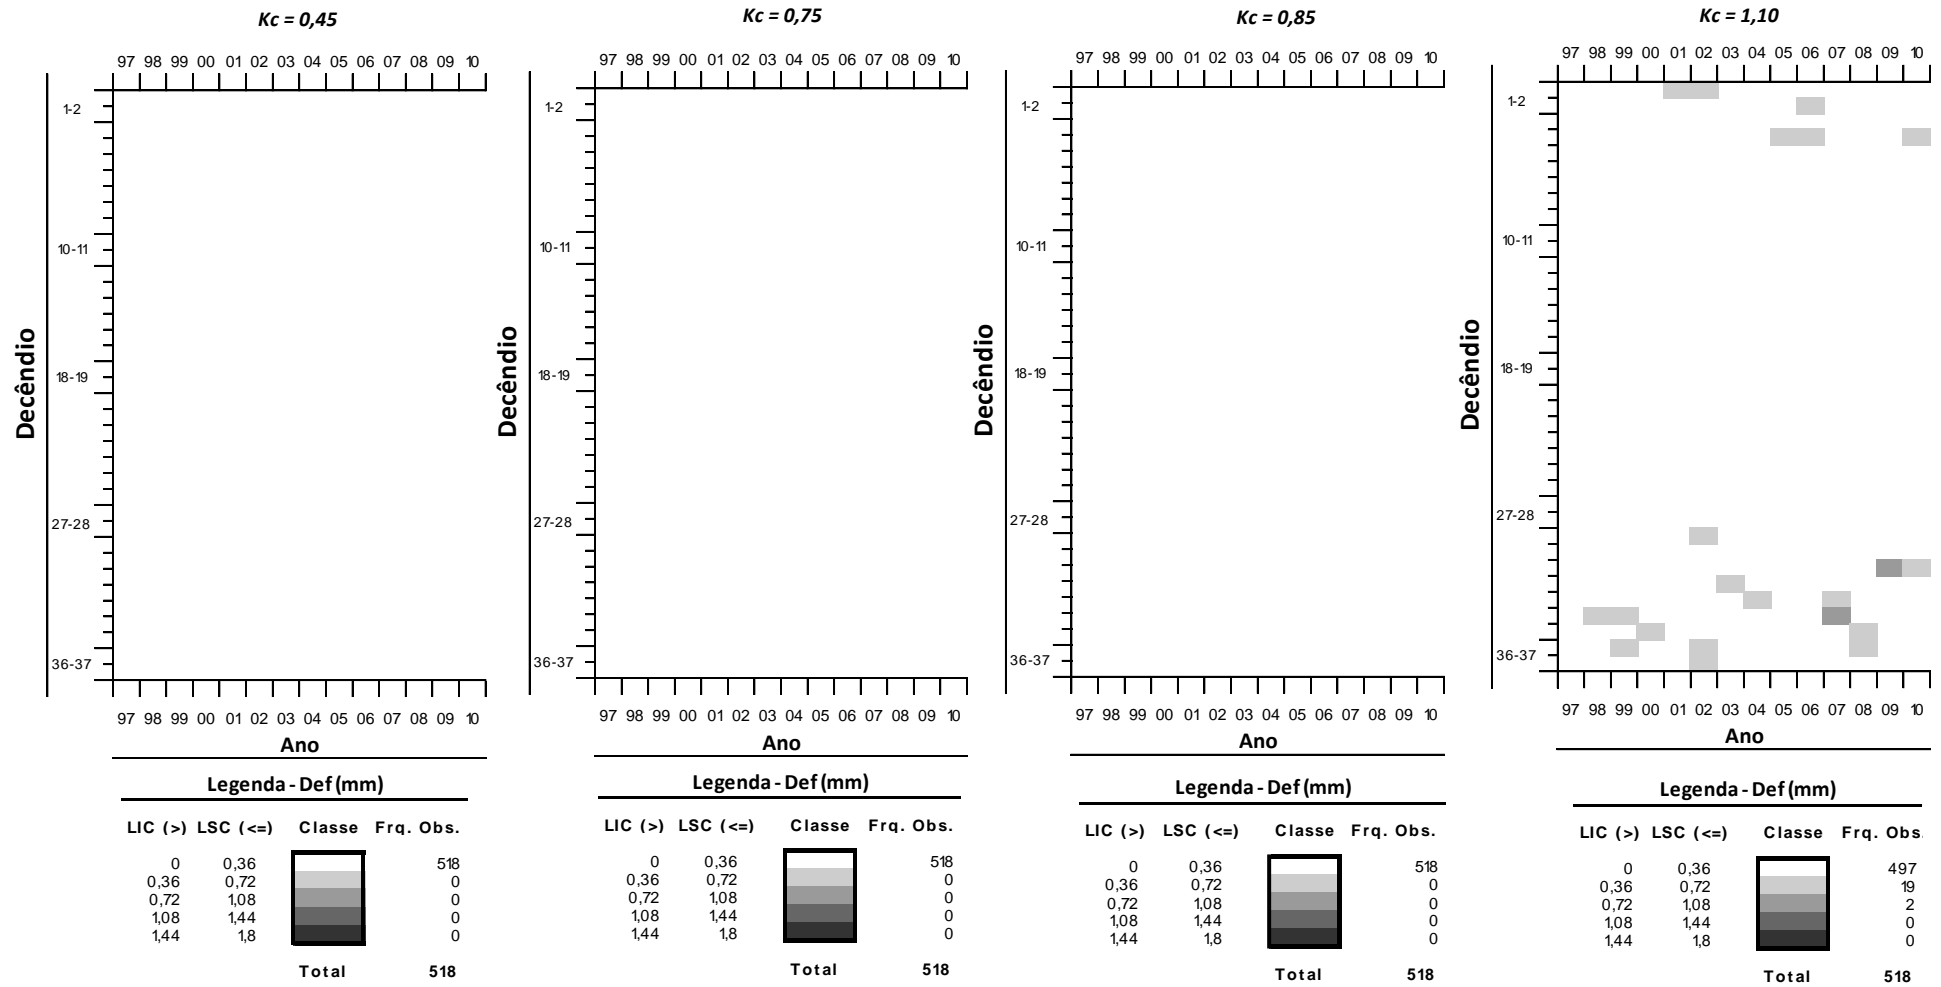 Kc = 0,45
97 98 99 00 01 02 03 04 05 06 07 08 09 10
1-2
10-11
18-19
27-28
36-37
Decêndio
97 98 99 00 01 02 03 04 05 06 07 08 09 10
Ano
Legenda - Def (mm)
LIC (>) LSC (<=) Classe Frq. Obs.
0 0,36 518
0,36 0,72 0
0,72 1,08 0
1,08 1,44 0
1,44 1,8 0
Total 518
Kc = 0,75
97 98 99 00 01 02 03 04 05 06 07 08 09 10
1-2
10-11
18-19
27-28
36-37
Decêndio
97 98 99 00 01 02 03 04 05 06 07 08 09 10
Ano
Legenda - Def (mm)
LIC (>) LSC (<=) Classe Frq. Obs.
0 0,36 518
0,36 0,72 0
0,72 1,08 0
1,08 1,44 0
1,44 1,8 0
Total 518
Kc = 0,85
97 98 99 00 01 02 03 04 05 06 07 08 09 10
1-2
10-11
18-19
27-28
36-37
Decêndio
97 98 99 00 01 02 03 04 05 06 07 08 09 10
Ano
Legenda - Def (mm)
LIC (>) LSC (<=) Classe Frq. Obs.
0 0,36 518
0,36 0,72 0
0,72 1,08 0
1,08 1,44 0
1,44 1,8 0
Total 518
Kc = 1,10
97 98 99 00 01 02 03 04 05 06 07 08 09 10
1-2
10-11
18-19
27-28
36-37
Decêndio
97 98 99 00 01 02 03 04 05 06 07 08 09 10
Ano
Legenda - Def (mm)
LIC (>) LSC (<=) Classe Frq. Obs.
0 0,36 497
0,36 0,72 19
0,72 1,08 2
1,08 1,44 0
1,44 1,8 0
Total 518